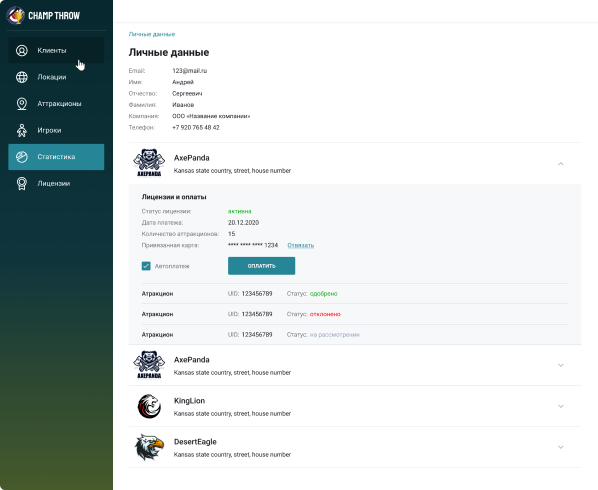 CHAMP THROW
Клиенты
Локации
Аттракционы
Игроки
Статистика
Лицензии
Личные данные
Личные данные
Email: 123@mail.ru
Имя: Андрей
Отчество: Сергеевич
Фамилия: Иванов
Компания: ООО «Название компании»
Телефон: +7 920 765 48 42
AXEPANDA
AxePanda
Kansas state country, street, house number
Лицензии и оплаты
Статус лицензии: активна
Дата платежа: 20.12.2020
Количество аттракционов: 15
Привязанная карта: **** **** **** 1234 Отвязать
Автоплатеж
ОПЛАТИТЬ
Атракцион UID: 123456789 Статус: одобрено
Атракцион UID: 123456789 Статус: отклонено
Атракцион UID: 123456789 Статус: на рассмотрении
AXEPANDA
AxePanda
Kansas state country, street, house number
KingLion
Kansas state country, street, house number
DesertEagle
Kansas state country, street, house number